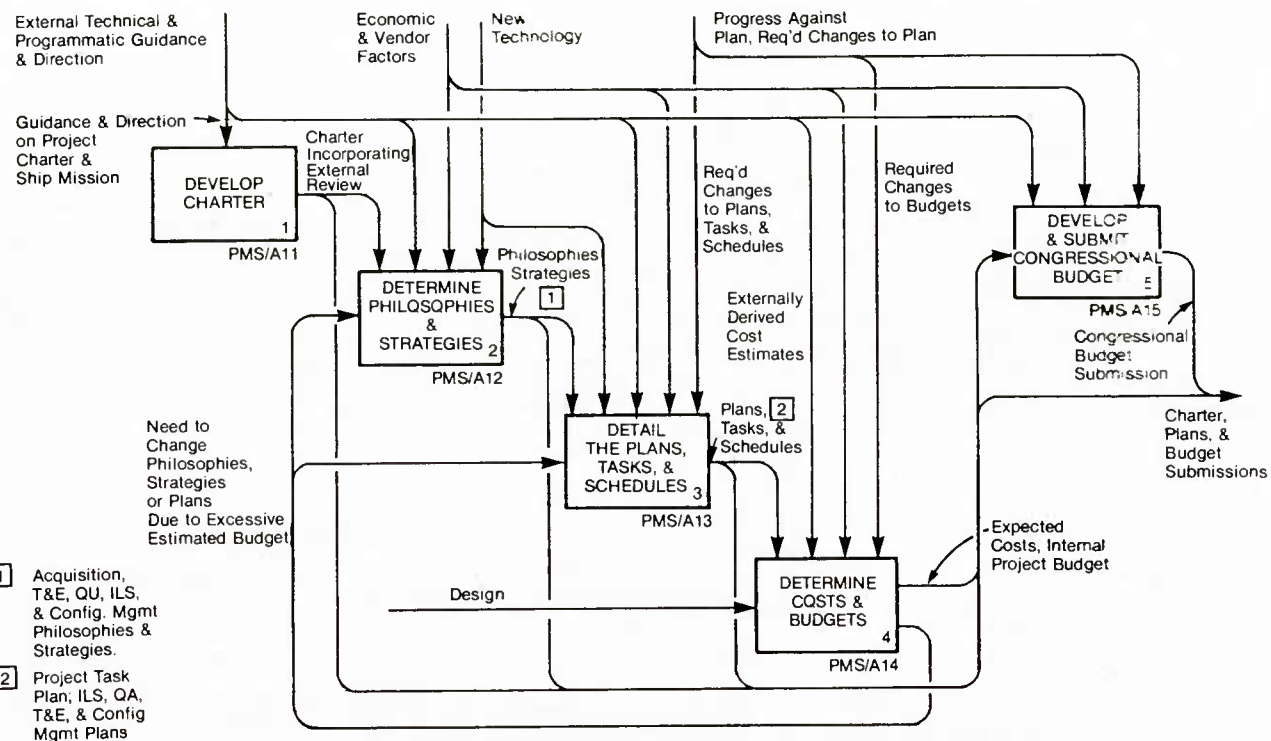 External Technical &
Programmatic Guidance
& Direction
Economic
& Vendor
Factors
New
Technology
Progress Against
Plan, Req'd Changes to Plan
Guidance & Direction
on Project
Charter &
Ship Mission
Charter
Incorporating
External
Review
DEVELOP
CHARTER
1
PMS/A11
Req'd
Changes
to Plans,
Tasks, &
Schedules
Required
Changes
to Budgets
DEVELOP
& SUBMIT
CONGRESSIONAL
BUDGET
5
PMS/A15
Philosophies
Strategies
1
DETERMINE
PHILOSOPHIES
&
STRATEGIES 2
PMS/A12
Externally
Derived
Cost
Estimates
Congressional
Budget
Submission
Charter,
Plans, &
Budget
Submissions
Plans, 2
Tasks, &
Schedules
DETAIL
THE PLANS,
TASKS, &
SCHEDULES 3
PMS/A13
Need to
Change
Philosophies,
Strategies
or Plans
Due to Excessive
Estimated Budget
Expected
Costs, Internal
Project Budget
Design
DETERMINE
COSTS &
BUDGETS
4
PMS/A14
1 Acquisition,
T&E, QU, ILS,
& Config. Mgmt
Philosophies &
Strategies.
2 Project Task
Plan; ILS, QA,
T&E, & Config
Mgmt Plans